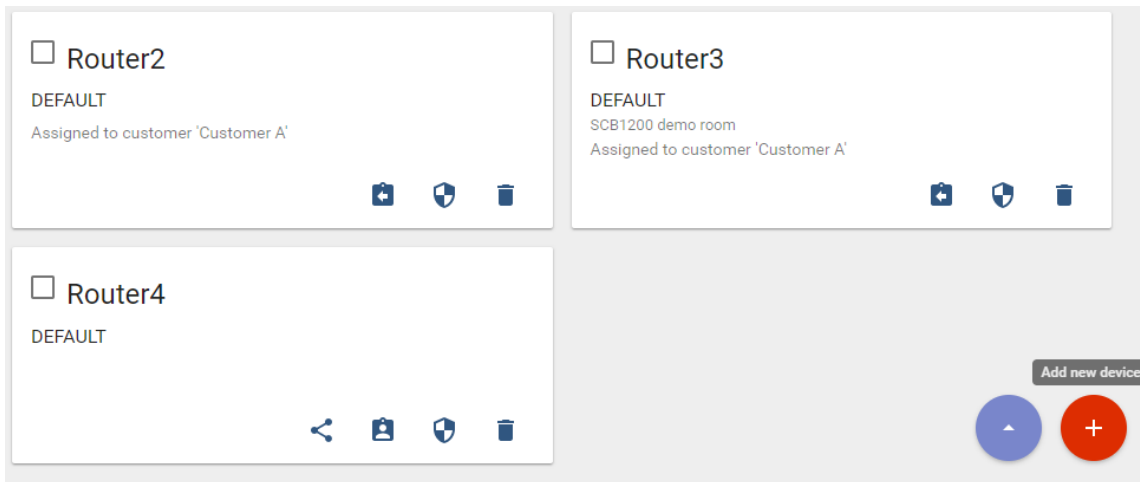 Router2
DEFAULT
Assigned to customer 'Customer A'
Router3
DEFAULT
SCB1200 demo room
Assigned to customer 'Customer A'
Router4
DEFAULT
Add new device